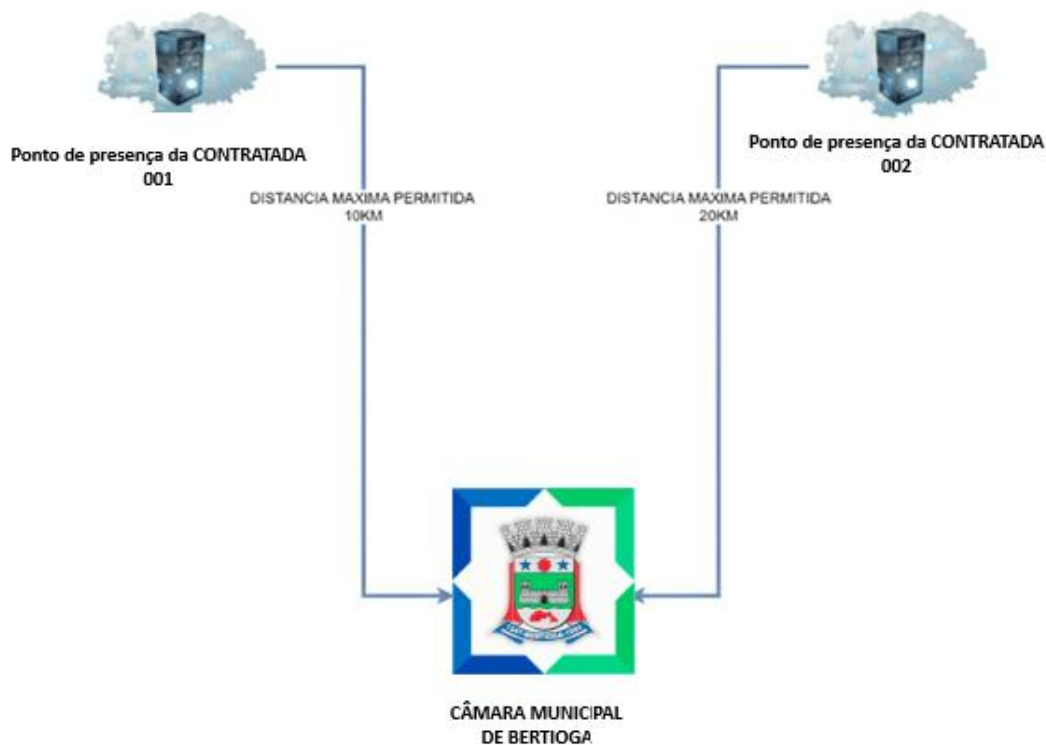 Ponto de presença da CONTRATADA
001
Ponto de presença da CONTRATADA
002
DISTANCIA MAXIMA PERMITIDA
10KM
DISTANCIA MAXIMA PERMITIDA
20KM
CÂMARA MUNICIPAL
DE BERTIOGA